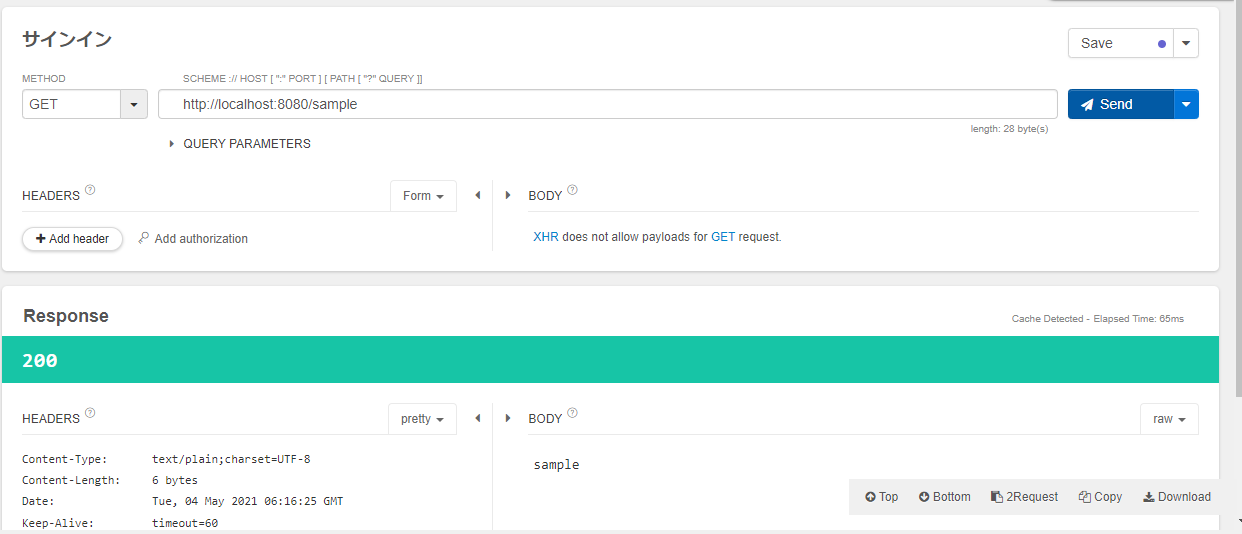 サインイン
Save
METHOD
SCHEME :// HOST [ ":" PORT ] [ PATH [ "?" QUERY ]]
GET
http://localhost:8080/sample
Send
length: 28 byte(s)
QUERY PARAMETERS
HEADERS
Form
BODY
Add header
Add authorization
XHR does not allow payloads for GET request.
Response
Cache Detected - Elapsed Time: 65ms
200
HEADERS
pretty
BODY
raw
Content-Type: text/plain;charset=UTF-8
Content-Length: 6 bytes
Date: Tue, 04 May 2021 06:16:25 GMT
Keep-Alive: timeout=60
sample
Top Bottom 2Request Copy Download